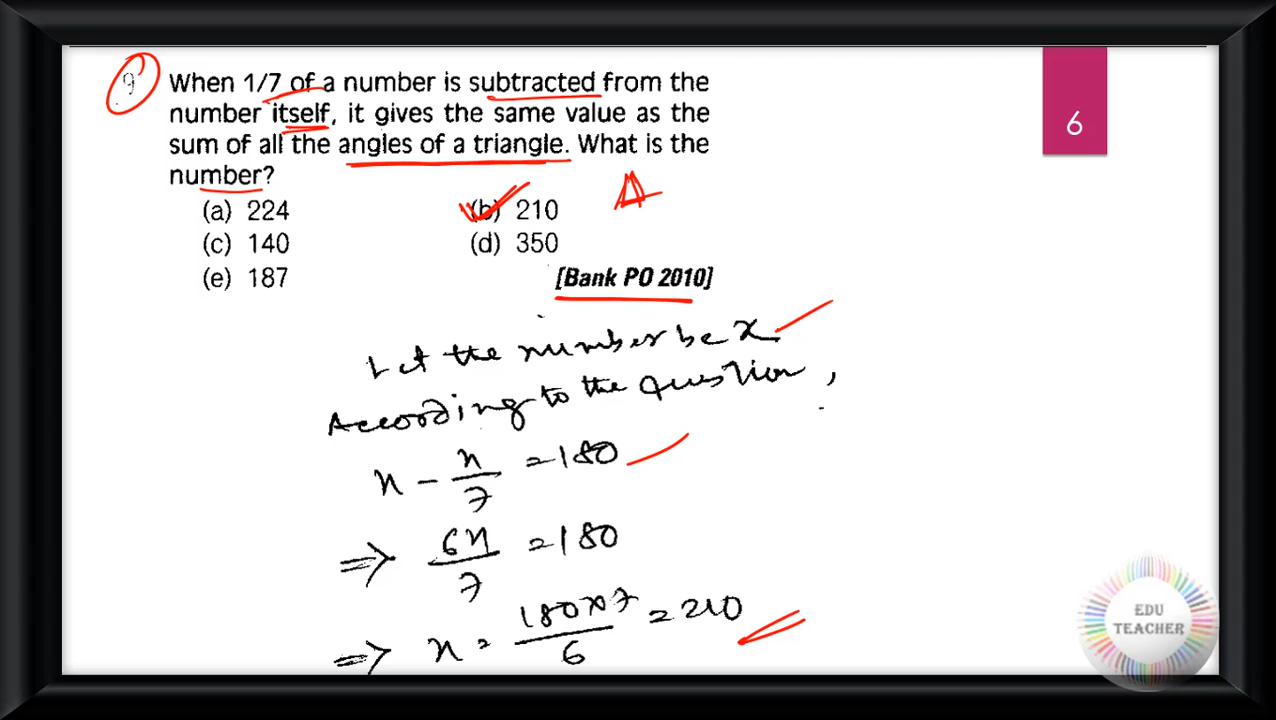 9
When 1/7 of a number is subtracted from the
number itself, it gives the same value as the
sum of all the angles of a triangle. What is the
number?
(a) 224 (b) 210
(c) 140 (d) 350
(e) 187
[Bank PO 2010]
6
Let the number be x.
According to the question,
x - x/7 = 180
⇒ 6x/7 = 180
⇒ x = 180×7/6 = 210
EDU
TEACHER